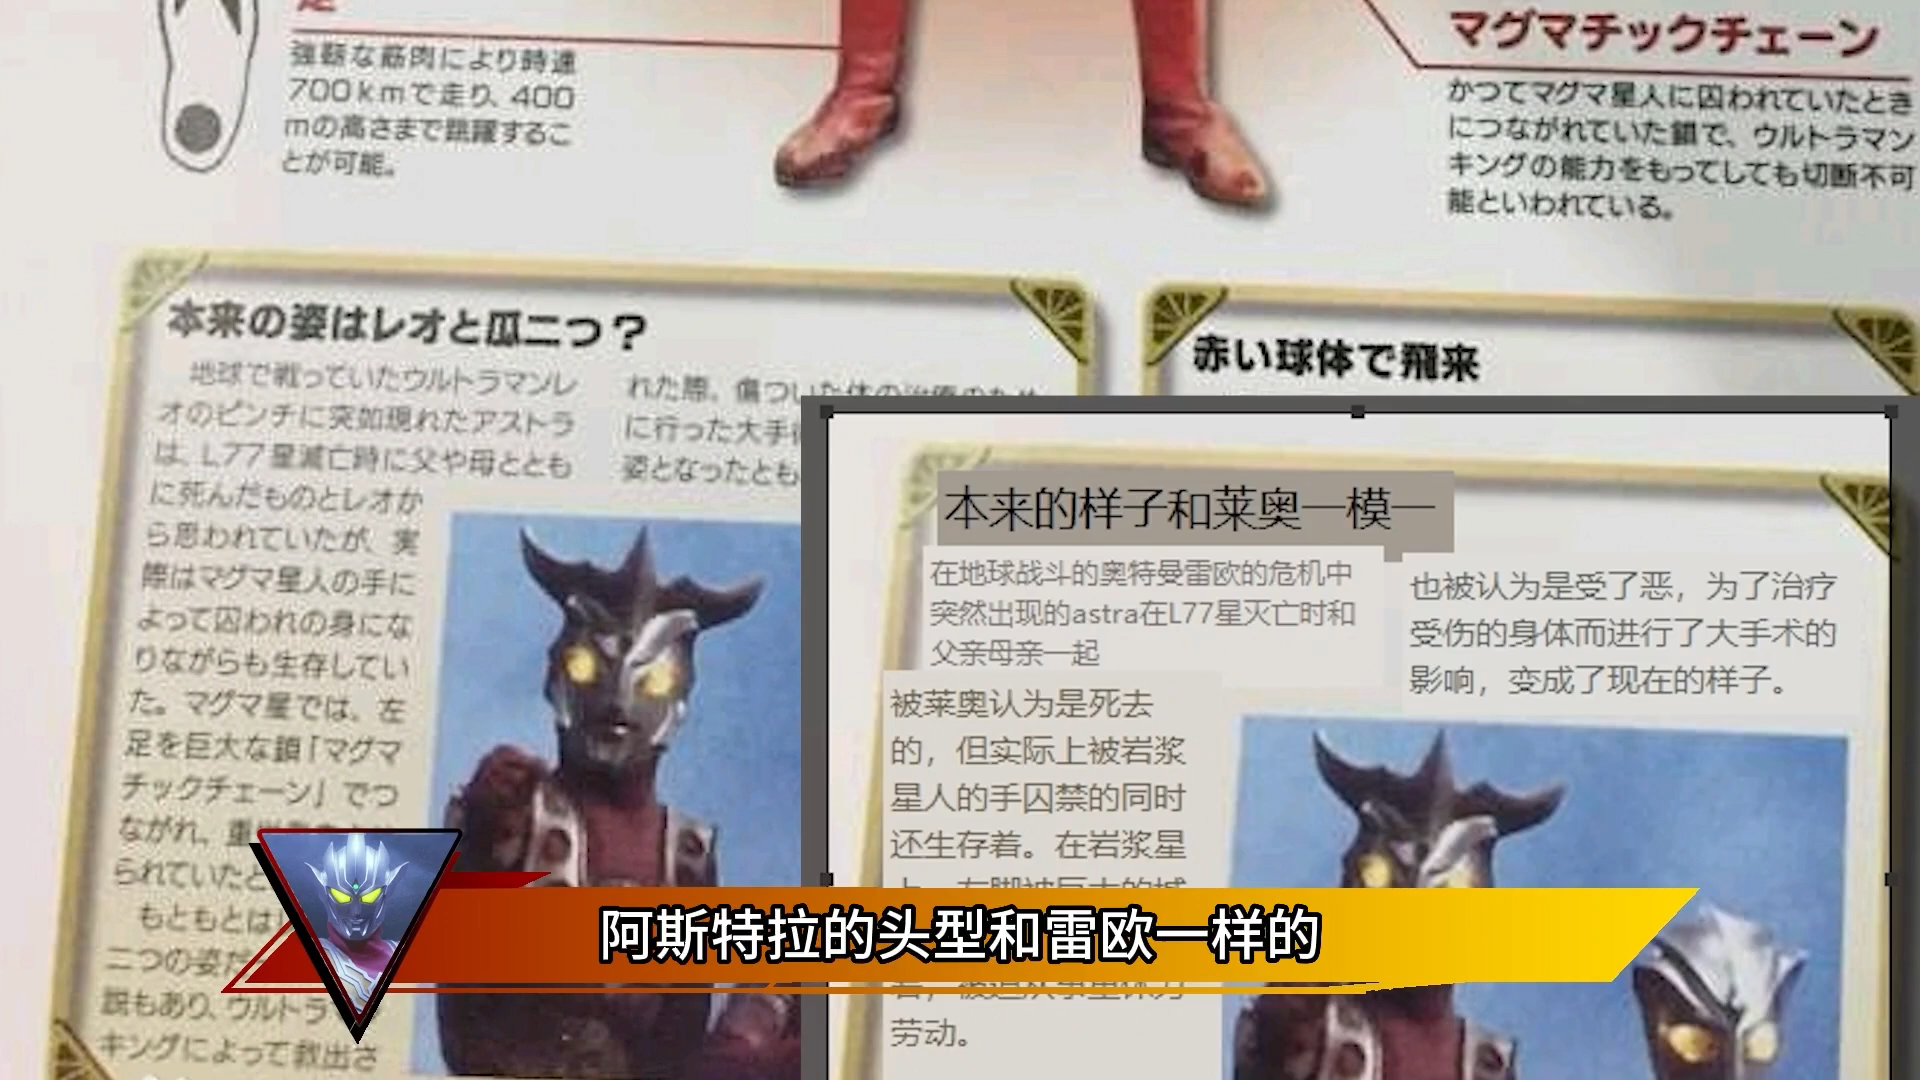 足
強靱な筋肉により時速
700kmで走り、400
mの高さまで跳躍するこ
とが可能。
マグマチックチェーン
かつてマグマ星人に囚われていたとき
につながれていた鎖で、ウルトラマン
キングの能力をもってしても切断不可
能といわれている。
本来の姿はレオと瓜二つ?
地球で戦っていたウルトラマンレ
オのピンチに突如現れたアストラ
は、L77星滅亡時に父や母ととも
に死んだものとレオか
ら思われていたが、実
際はマグマ星人の手に
よって囚われの身にな
りながらも生存してい
た。マグマ星では、左
足を巨大な鎖「マグマ
チックチェーン」でつ
ながれ、重
られていたと
もともとは
二つの姿だ
説もあり、ウルトラ
キングによって救出さ
れた際、傷ついた体の治療のため
に行った大手術
姿となったとも
赤い球体で飛来
本来的样子和莱奥一模一
在地球战斗的奥特曼雷欧的危机中
突然出现的astra在L77星灭亡时和
父亲母亲一起
被莱奥认为是死去
的，但实际上被岩浆
星人的手囚禁的同时
还生存着。在岩浆星
劳动。
也被认为是受了恶，为了治疗
受伤的身体而进行了大手术的
影响，变成了现在的样子。
阿斯特拉的头型和雷欧一样的